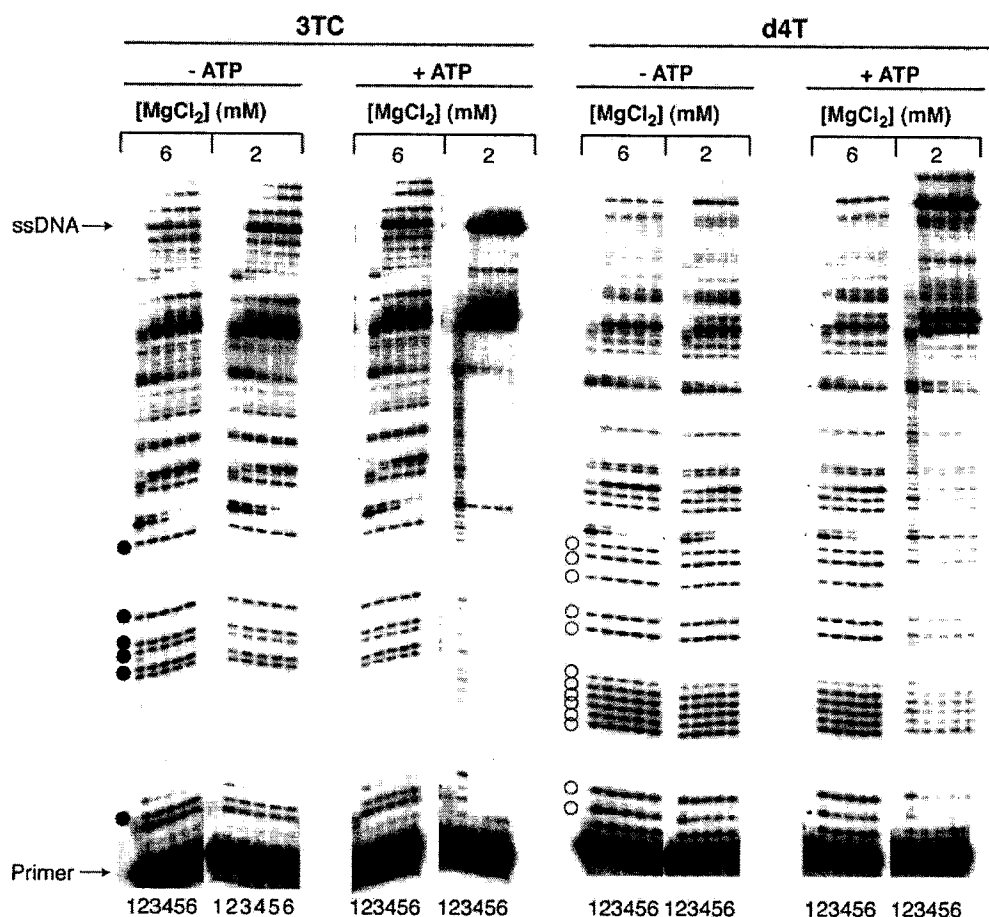 3TC d4T
- ATP + ATP - ATP + ATP
[MgCl₂] (mM) [MgCl₂] (mM) [MgCl₂] (mM) [MgCl₂] (mM)
6 2 6 2 6 2 6 2
ssDNA
Primer
123456 123456 123456 123456 123456 123456 123456 123456